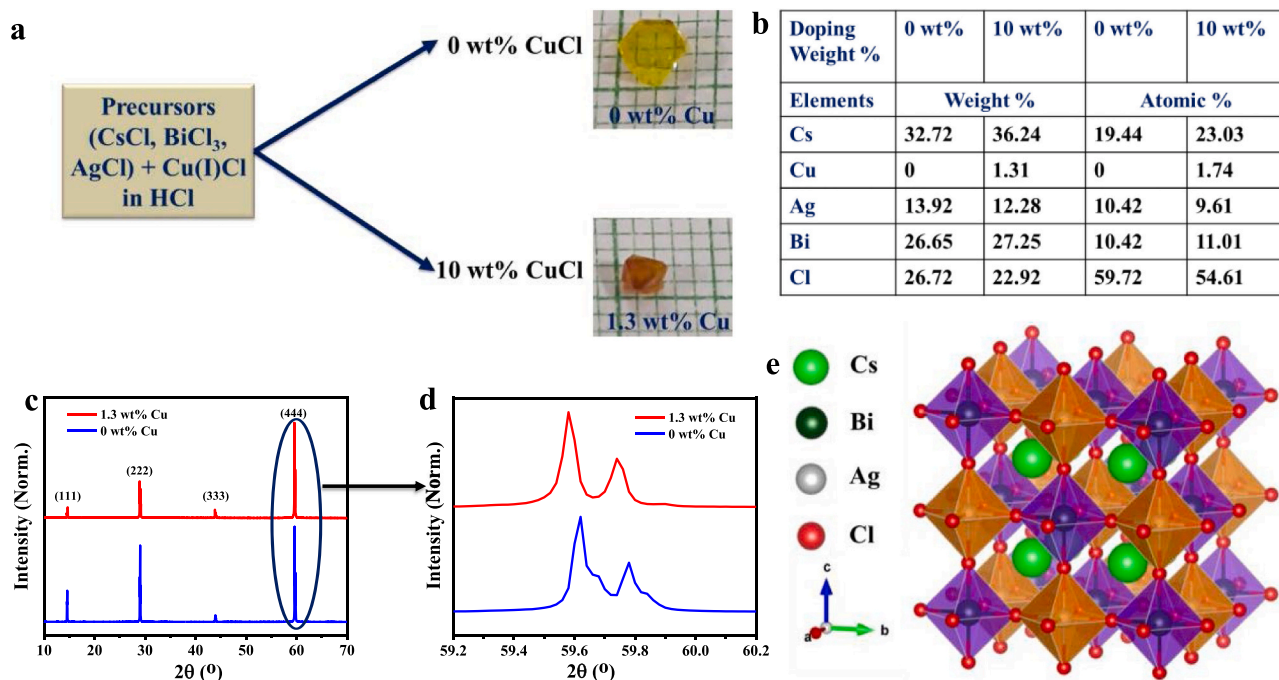 a
Precursors
(CsCl, BiCl3,
AgCl) + Cu(I)Cl
in HCl
0 wt% CuCl
0 wt% Cu
10 wt% CuCl
1.3 wt% Cu
b
Doping Weight % 0 wt% 10 wt% 0 wt% 10 wt%
Elements Weight % Atomic %
Cs 32.72 36.24 19.44 23.03
Cu 0 1.31 0 1.74
Ag 13.92 12.28 10.42 9.61
Bi 26.65 27.25 10.42 11.01
Cl 26.72 22.92 59.72 54.61
c
1.3 wt% Cu
0 wt% Cu
(111)
(222)
(333)
(444)
Intensity (Norm.)
10 20 30 40 50 60 70
2θ (º)
d
1.3 wt% Cu
0 wt% Cu
Intensity (Norm.)
59.4 59.6 59.8 60.0 60.2
2θ (º)
e
Cs
Bi
Ag
Cl
c
a
b